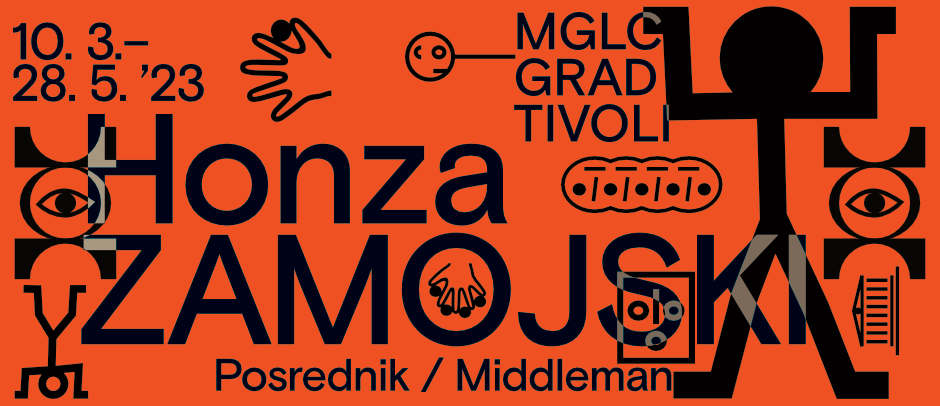 10. 3.–
28. 5. ’23
MGLC
GRAD
TIVOLI
Honza
ZAMOJSKI
Posrednik / Middleman